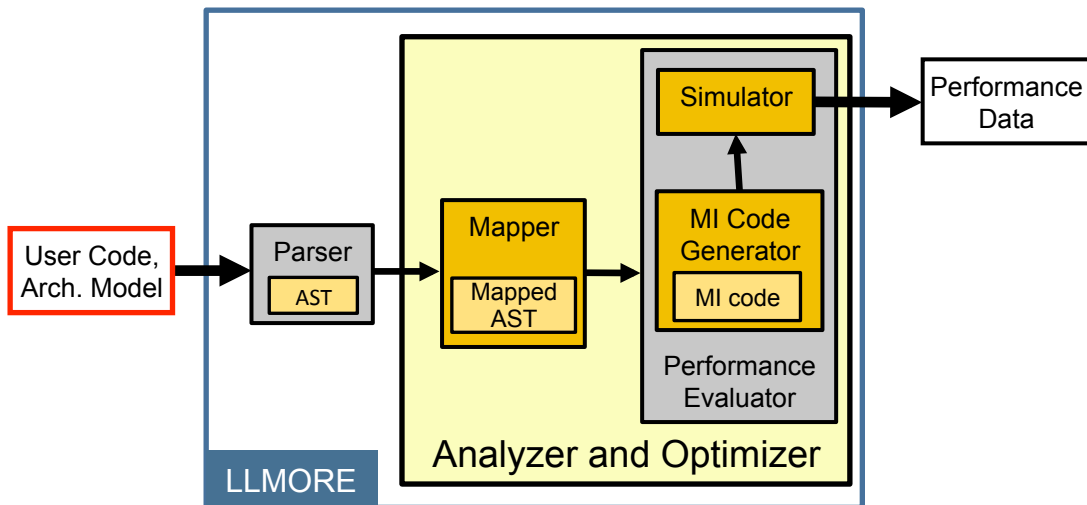 User Code,
Arch. Model
Parser
AST
Mapper
Mapped
AST
Simulator
MI Code
Generator
MI code
Performance
Evaluator
Performance
Data
Analyzer and Optimizer
LLMORE